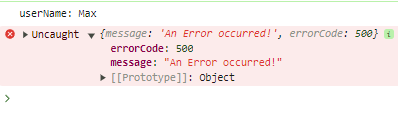 userName: Max
Uncaught {message: 'An Error occurred!', errorCode: 500} i
errorCode: 500
message: "An Error occurred!"
[[Prototype]]: Object